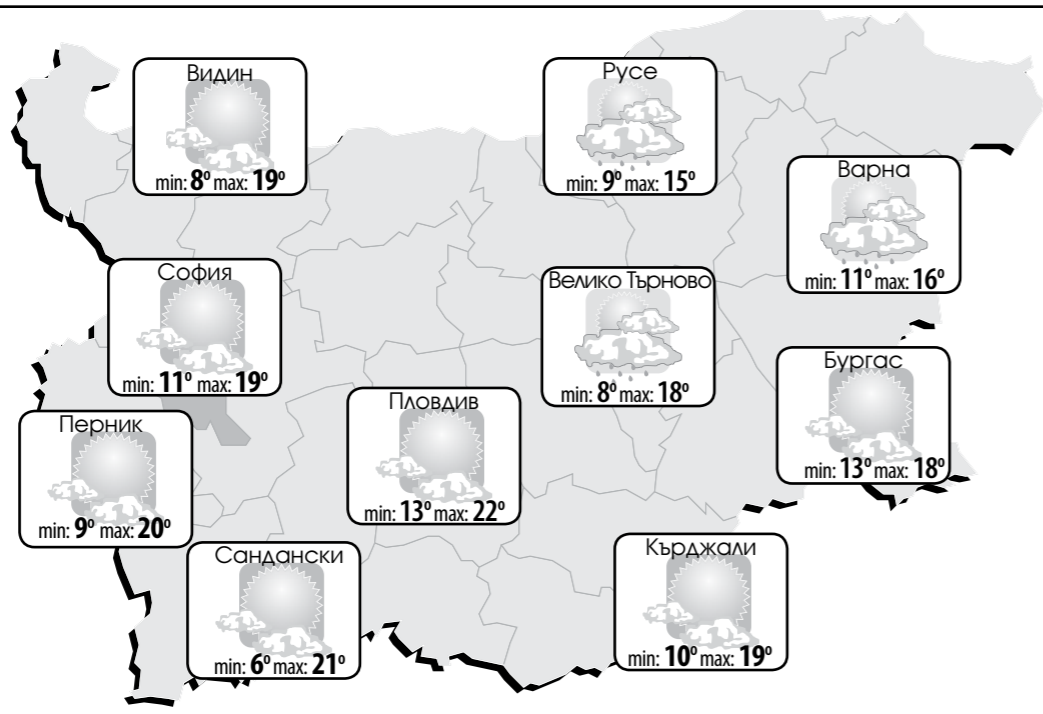 Видин
min: 8° max: 19°
Русе
min: 9° max: 15°
Варна
min: 11° max: 16°
София
min: 11° max: 19°
Велико Търново
min: 8° max: 18°
Бургас
min: 13° max: 18°
Пловдив
min: 13° max: 22°
Перник
min: 9° max: 20°
Сандански
min: 6° max: 21°
Кърджали
min: 10° max: 19°